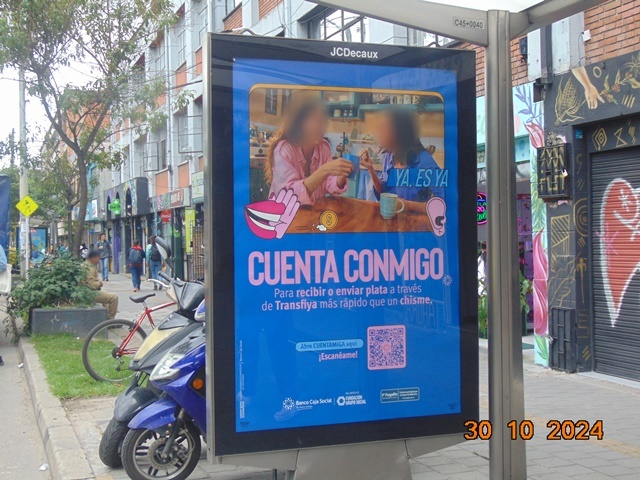 C45+0040
JCDecaux
YA, ES YA
CUENTA CONMIGO
Para recibir o enviar plata a través
de Transfiya más rápido que un chisme.
Abre CUENTAMIGA aquí
¡Escanéame!
Banco Caja Social
FUNDACIÓN
GRUPO SOCIAL
30 10 2024